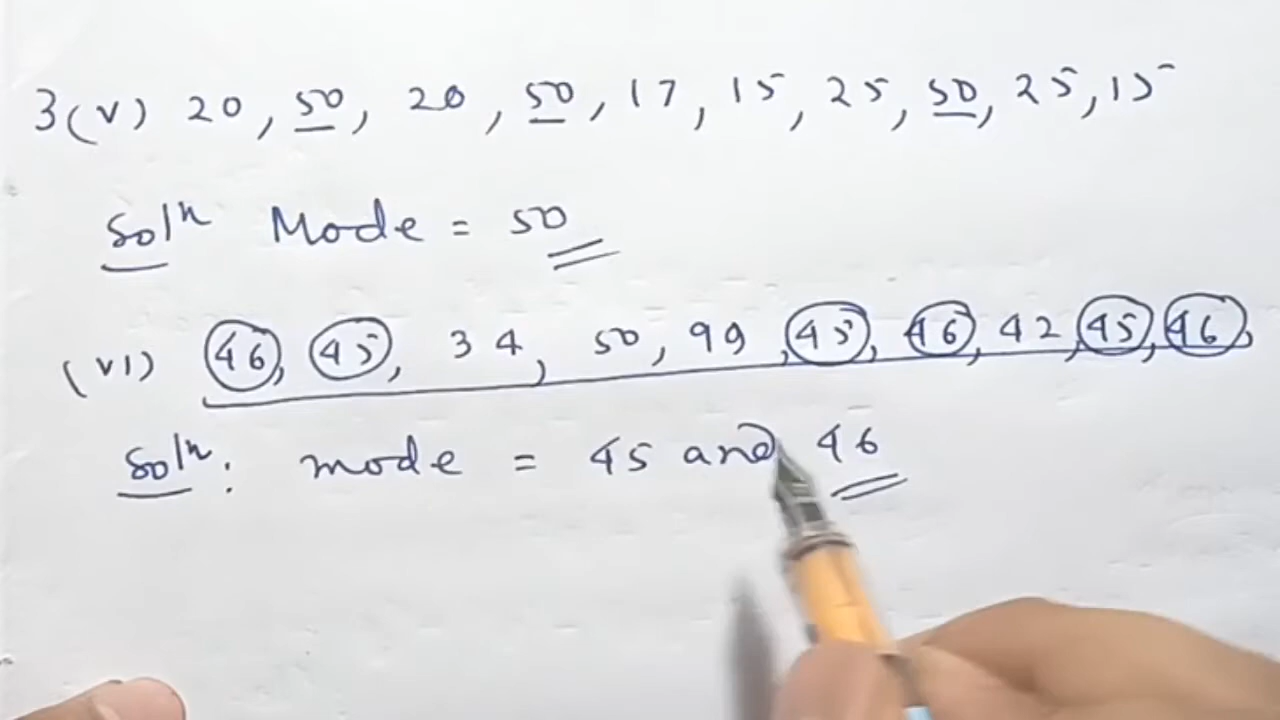 3(v) 20, 50, 20, 50, 17, 15, 25, 50, 25, 15
Soln Mode = 50
(VI) 46, 45, 34, 50, 99, 45, 46, 42, 45, 46,
Soln: mode = 45 and 46